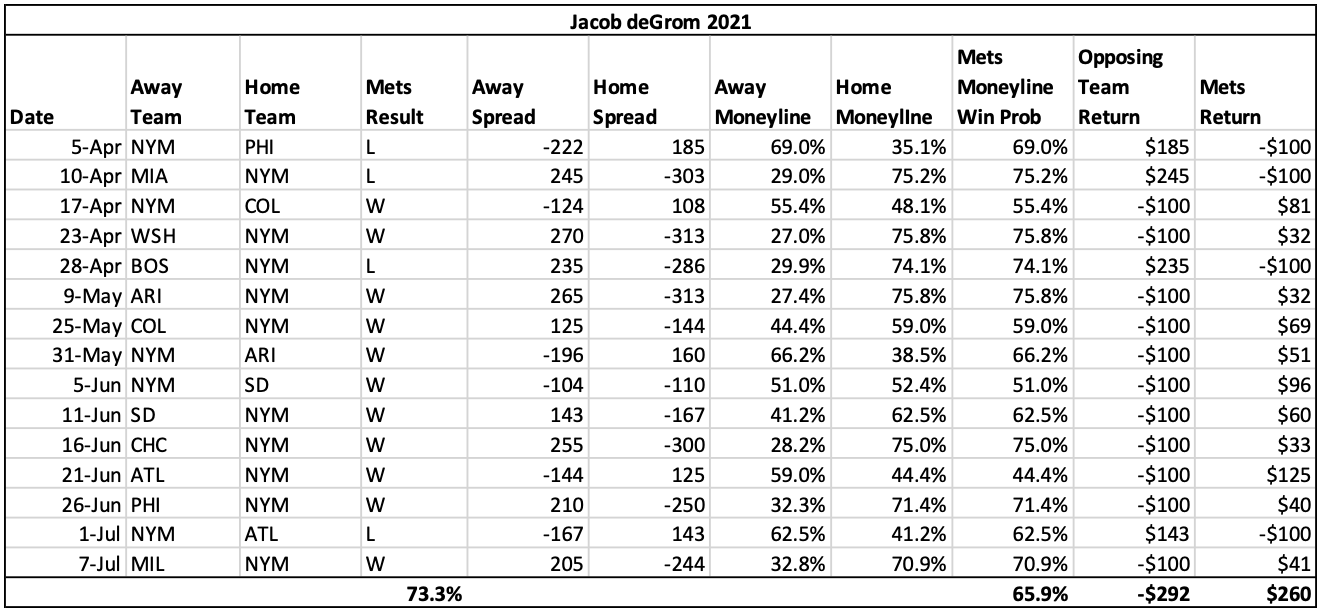 Jacob deGrom 2021
Mets Opposing
Away Home Mets Away Home Away Home Moneyline Team Mets
Date Team Team Result Spread Spread Moneyline MoneylIne Win Prob Return Return
5-Apr NYM PHI L -222 185 69.0% 35.1% 69.0% $185 -$100
10-Apr MIA NYM L 245 -303 29.0% 75.2% 75.2% $245 -$100
17-Apr NYM COL W -124 108 55.4% 48.1% 55.4% -$100 $81
23-Apr WSH NYM W 270 -313 27.0% 75.8% 75.8% -$100 $32
28-Apr BOS NYM L 235 -286 29.9% 74.1% 74.1% $235 -$100
9-May ARI NYM W 265 -313 27.4% 75.8% 75.8% -$100 $32
25-May COL NYM W 125 -144 44.4% 59.0% 59.0% -$100 $69
31-May NYM ARI W -196 160 66.2% 38.5% 66.2% -$100 $51
5-Jun NYM SD W -104 -110 51.0% 52.4% 51.0% -$100 $96
11-Jun SD NYM W 143 -167 41.2% 62.5% 62.5% -$100 $60
16-Jun CHC NYM W 255 -300 28.2% 75.0% 75.0% -$100 $33
21-Jun ATL NYM W -144 125 59.0% 44.4% 44.4% -$100 $125
26-Jun PHI NYM W 210 -250 32.3% 71.4% 71.4% -$100 $40
1-Jul NYM ATL L -167 143 62.5% 41.2% 62.5% $143 -$100
7-Jul MIL NYM W 205 -244 32.8% 70.9% 70.9% -$100 $41
73.3% 65.9% -$292 $260